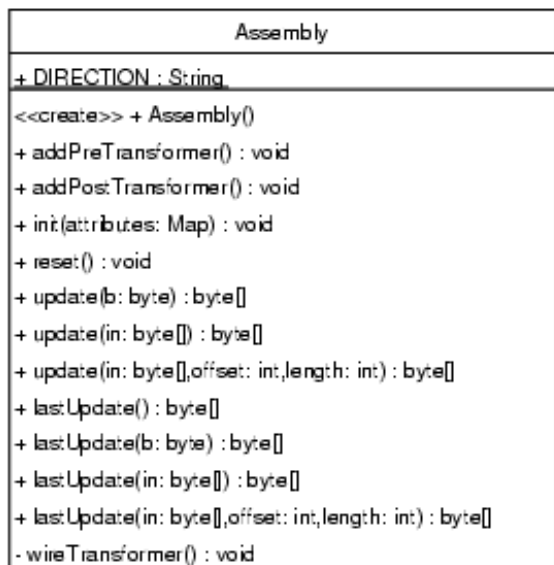 Assembly
+ DIRECTION : String
<<create>> + Assembly()
+ addPreTransformer() : void
+ addPostTransformer() : void
+ init(attributes: Map) : void
+ reset() : void
+ update(b: byte) : byte[]
+ update(in: byte[]) : byte[]
+ update(in: byte[],offset: int,length: int) : byte[]
+ lastUpdate() : byte[]
+ lastUpdate(b: byte) : byte[]
+ lastUpdate(in: byte[]) : byte[]
+ lastUpdate(in: byte[],offset: int,length: int) : byte[]
- wireTransformer() : void